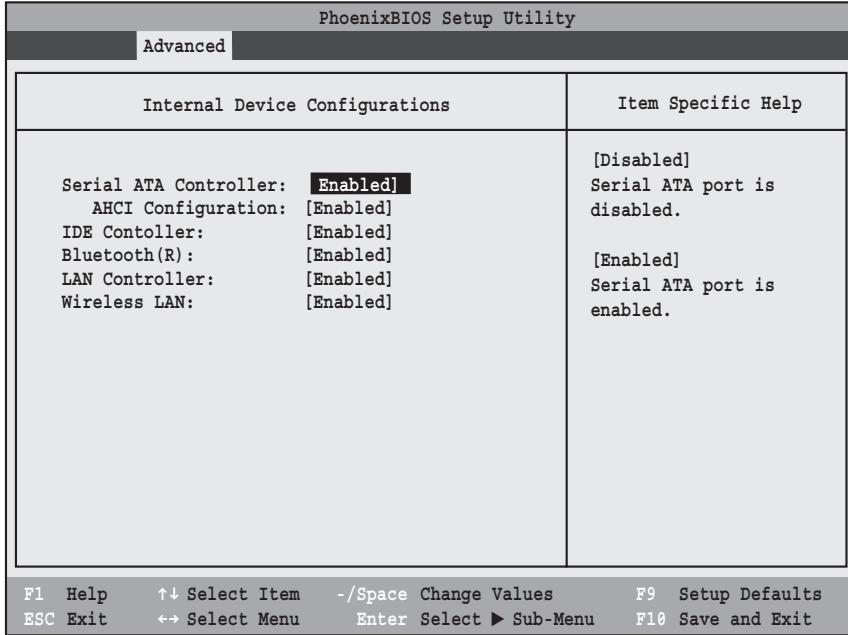 PhoenixBIOS Setup Utility
Advanced
Internal Device Configurations
Item Specific Help
Serial ATA Controller: Enabled]
AHCI Configuration: [Enabled]
IDE Contoller: [Enabled]
Bluetooth(R): [Enabled]
LAN Controller: [Enabled]
Wireless LAN: [Enabled]
[Disabled]
Serial ATA port is
disabled.
[Enabled]
Serial ATA port is
enabled.
F1 Help ↑↓ Select Item -/Space Change Values F9 Setup Defaults
ESC Exit ←→ Select Menu Enter Select ▶ Sub-Menu F10 Save and Exit